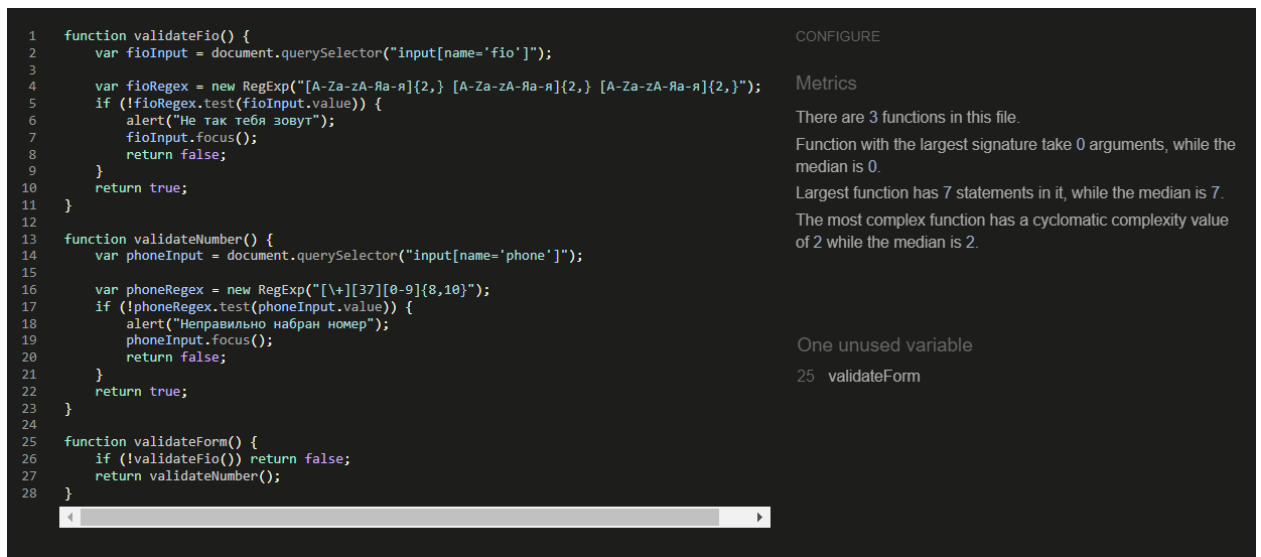 1 function validateFio() {
2 var fioInput = document.querySelector("input[name='fio']");
3
4 var fioRegex = new RegExp("[A-Za-zА-Яа-я]{2,} [A-Za-zА-Яа-я]{2,} [A-Za-zА-Яа-я]{2,}");
5 if (!fioRegex.test(fioInput.value)) {
6 alert("Не так тебя зовут");
7 fioInput.focus();
8 return false;
9 }
10 return true;
11 }
12
13 function validateNumber() {
14 var phoneInput = document.querySelector("input[name='phone']");
15
16 var phoneRegex = new RegExp("[\+][37][0-9]{8,10}");
17 if (!phoneRegex.test(phoneInput.value)) {
18 alert("Неправильно набран номер");
19 phoneInput.focus();
20 return false;
21 }
22 return true;
23 }
24
25 function validateForm() {
26 if (!validateFio()) return false;
27 return validateNumber();
28 }
CONFIGURE
Metrics
There are 3 functions in this file.
Function with the largest signature take 0 arguments, while the
median is 0.
Largest function has 7 statements in it, while the median is 7.
The most complex function has a cyclomatic complexity value
of 2 while the median is 2.
One unused variable
25 validateForm